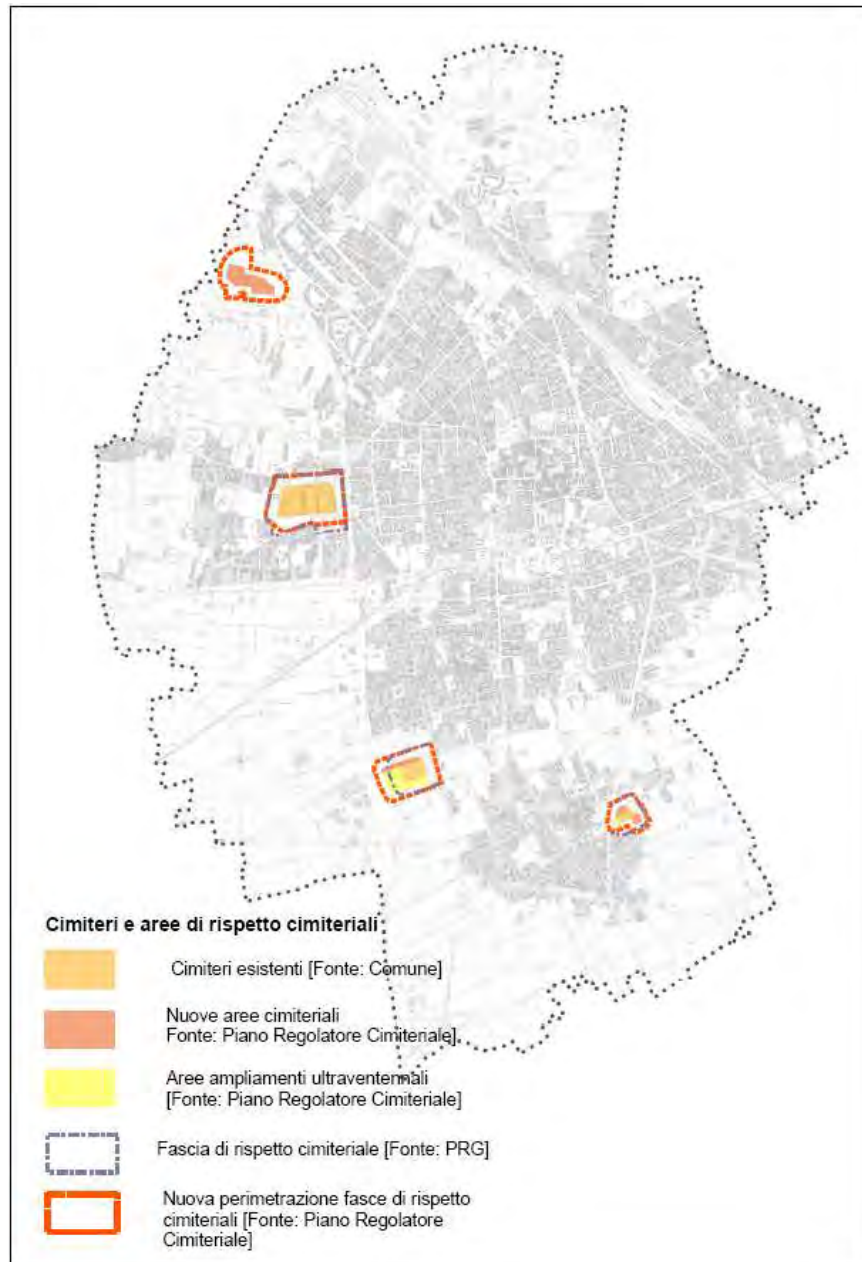 Cimiteri e aree di rispetto cimiteriali
Cimiteri esistenti [Fonte: Comune]
Nuove aree cimiteriali
Fonte: Piano Regolatore Cimiteriale]
Aree ampliamenti ultraventennali
[Fonte: Piano Regolatore Cimiteriale]
Fascia di rispetto cimiteriale [Fonte: PRG]
Nuova perimetrazione fasce di rispetto
cimiteriali [Fonte: Piano Regolatore
Cimiteriale]